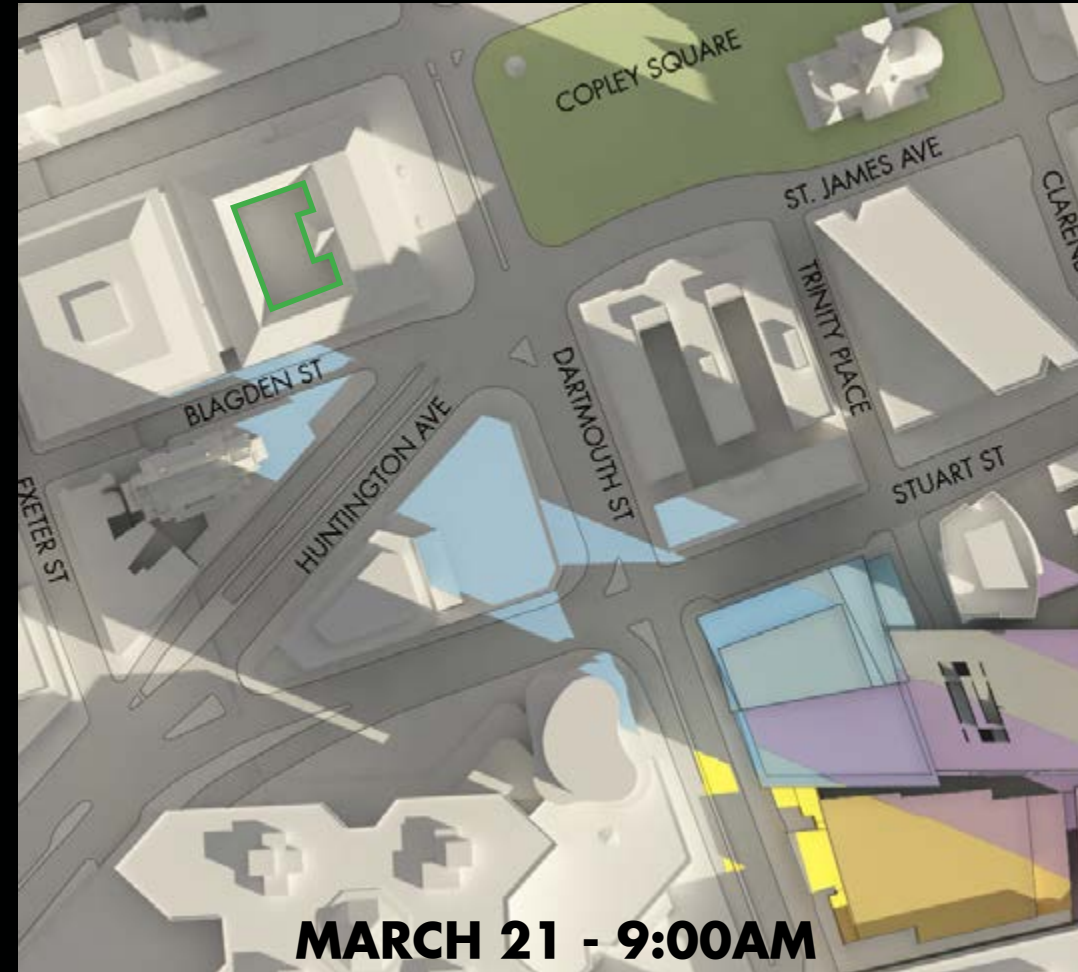 COPLEY SQUARE
ST. JAMES AVE
TRINITY PLACE
BLAGDEN ST
HUNTINGTON AVE
DARTMOUTH ST
STUART ST
EXETER ST
MARCH 21 - 9:00AM